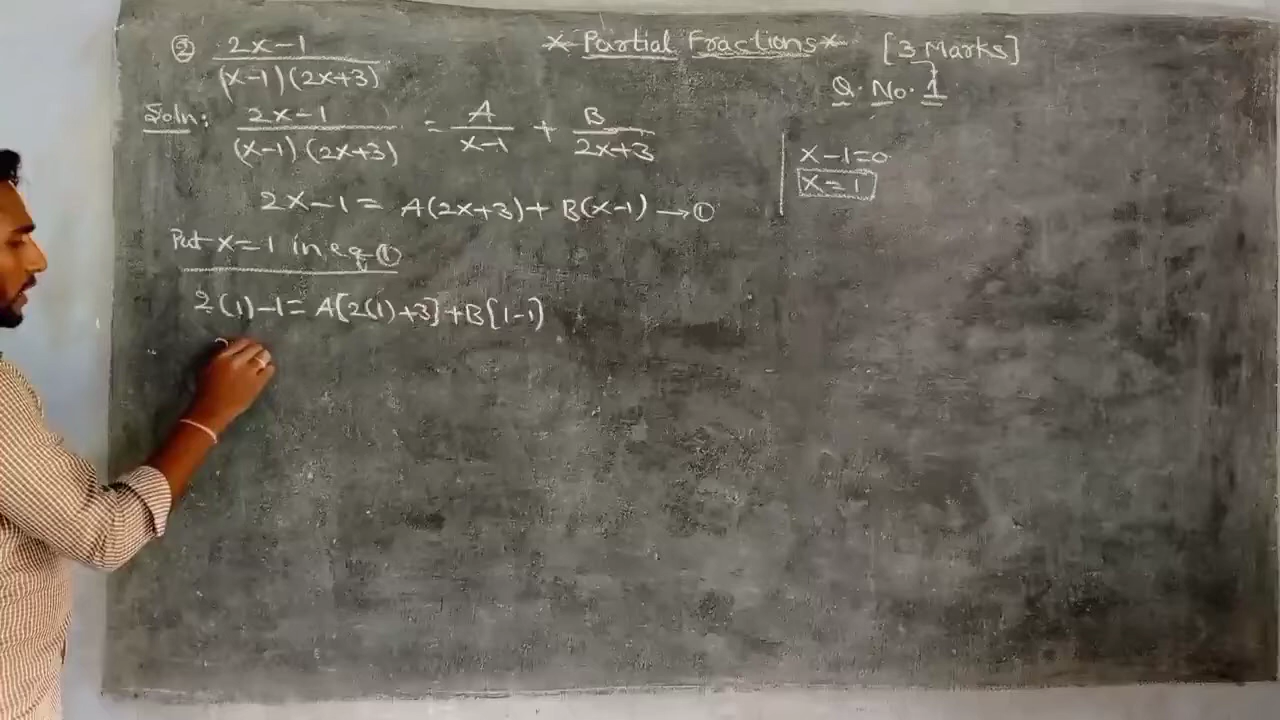 * Partial Fractions * [3 Marks]
Q. No. 1
② 2x-1 / (x-1)(2x+3)
Soln: 2x-1 / (x-1)(2x+3) = A / x-1 + B / 2x+3
2x-1 = A(2x+3) + B(x-1) → ①
Put x=1 in eq ①
2(1)-1 = A[2(1)+3] + B[1-1]
x-1=0
x=1